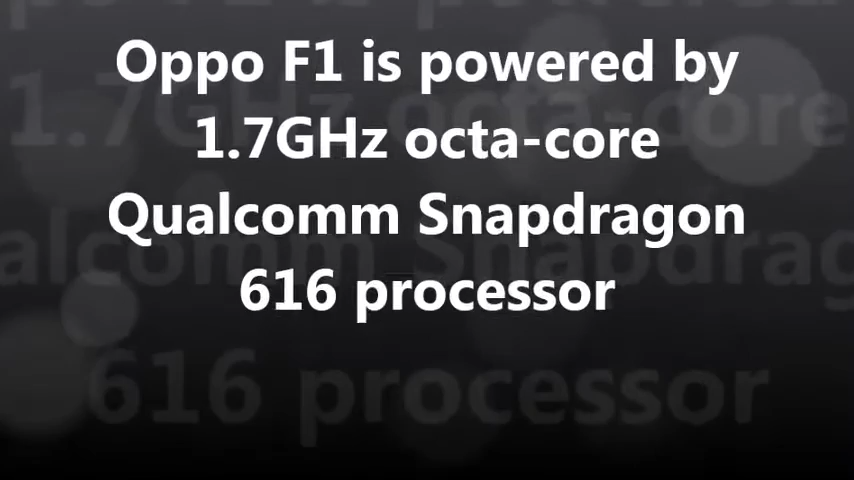 Oppo F1 is powered by
1.7GHz octa-core
Qualcomm Snapdragon
616 processor